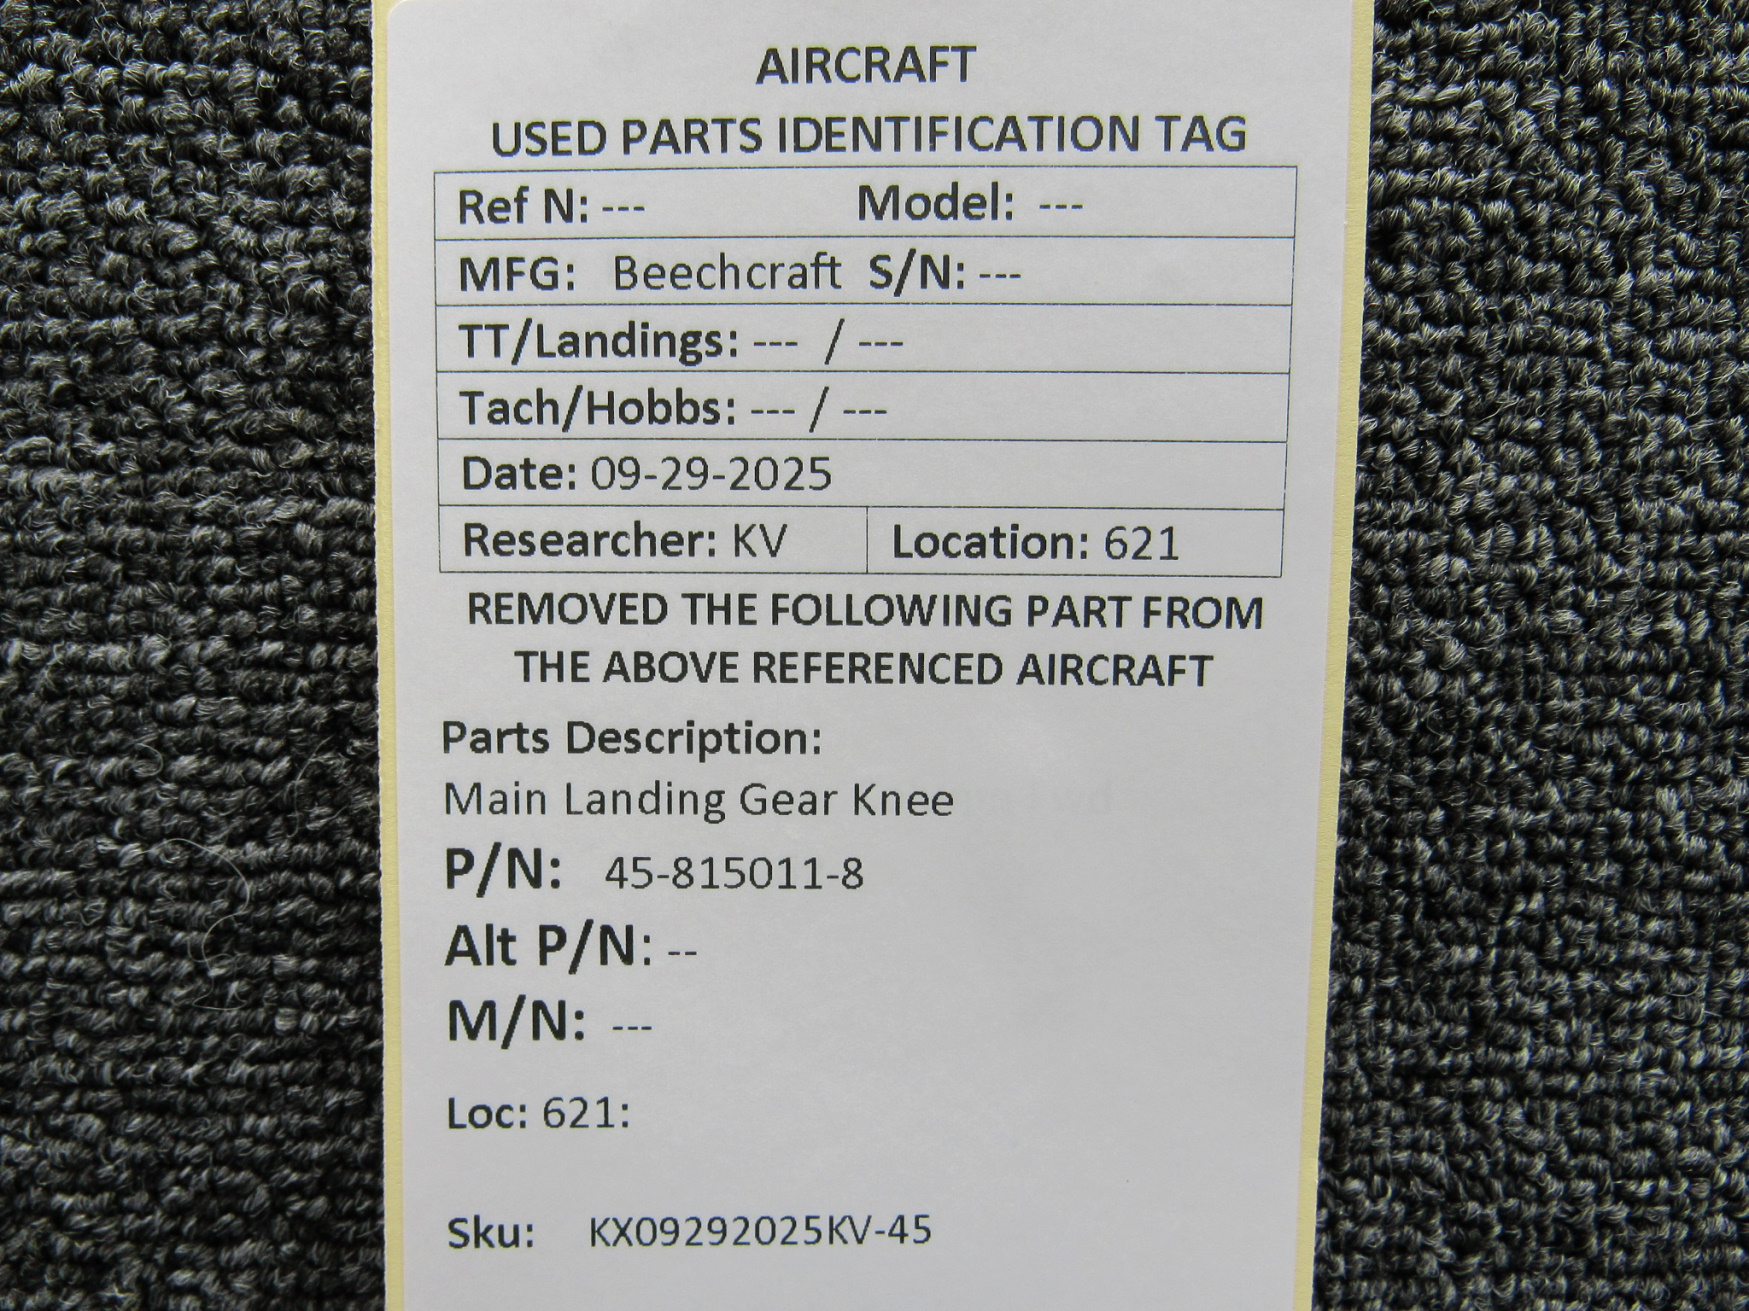 AIRCRAFT
USED PARTS IDENTIFICATION TAG
Ref N: --- Model: ---
MFG: Beechcraft S/N: ---
TT/Landings: --- / ---
Tach/Hobbs: --- / ---
Date: 09-29-2025
Researcher: KV Location: 621
REMOVED THE FOLLOWING PART FROM
THE ABOVE REFERENCED AIRCRAFT
Parts Description:
Main Landing Gear Knee
P/N: 45-815011-8
Alt P/N: --
M/N: ---
Loc: 621:
Sku: KX09292025KV-45